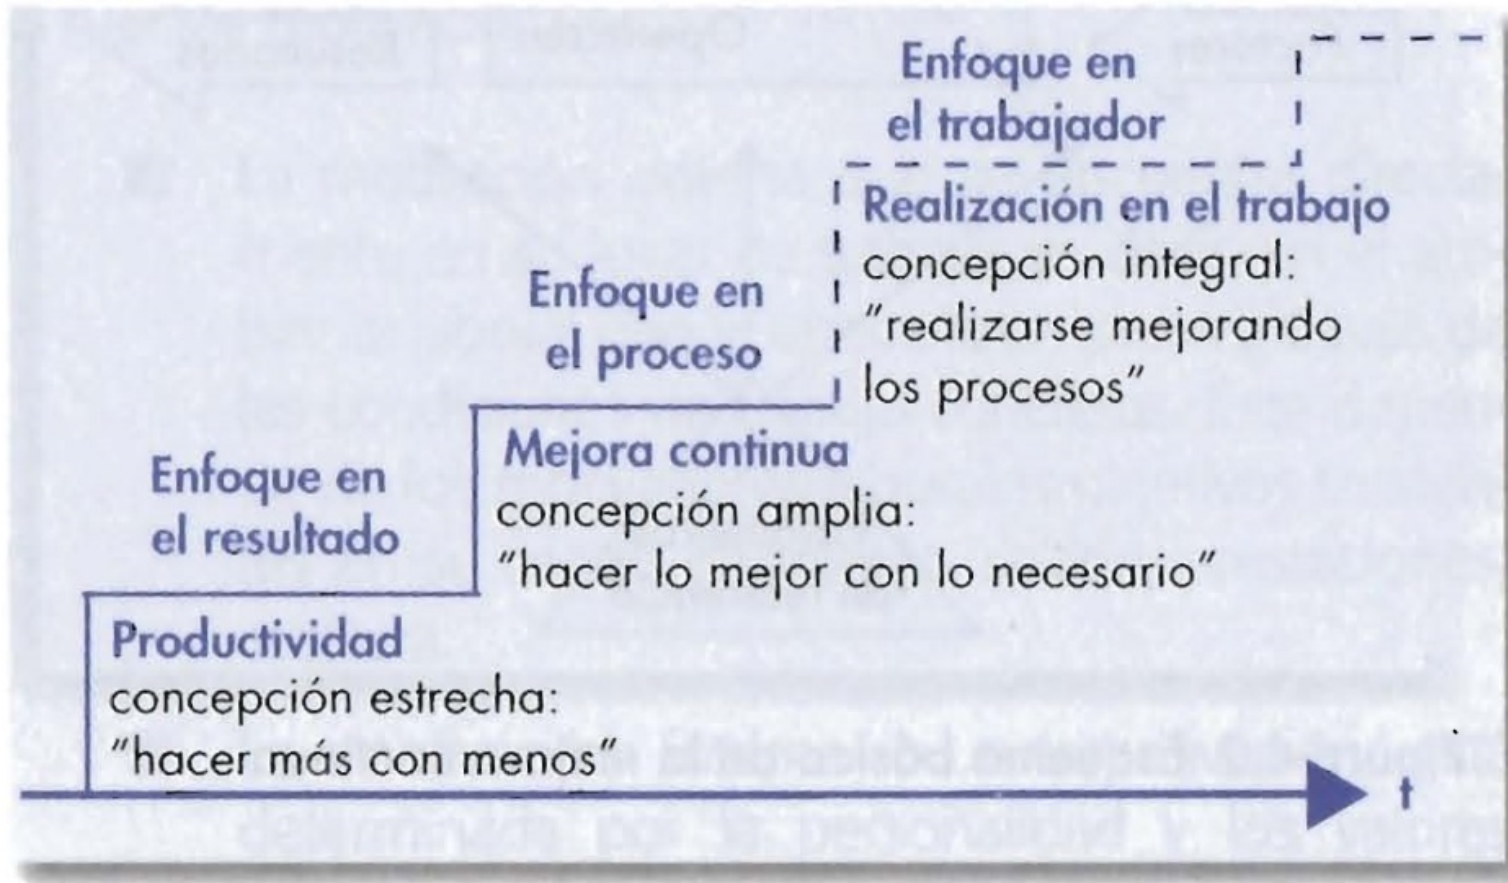 Enfoque en
el trabajador
Realización en el trabajo
concepción integral:
"realizarse mejorando
los procesos"
Enfoque en
el proceso
Mejora continua
concepción amplia:
"hacer lo mejor con lo necesario"
Enfoque en
el resultado
Productividad
concepción estrecha:
"hacer más con menos"
t